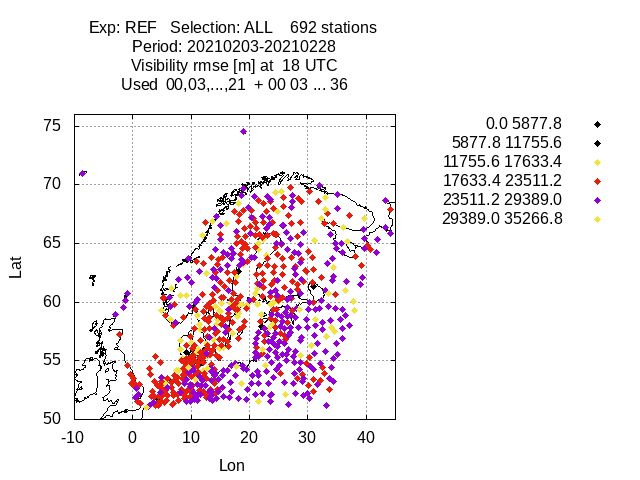 Exp: REF   Selection: ALL    692 stations
Period: 20210203-20210228
Visibility rmse [m] at  18 UTC
Used  00,03,...,21  + 00 03 ... 36
0.0 5877.8
5877.8 11755.6
11755.6 17633.4
17633.4 23511.2
23511.2 29389.0
29389.0 35266.8
75
70
65
60
55
50
Lat
-10 0 10 20 30 40
Lon